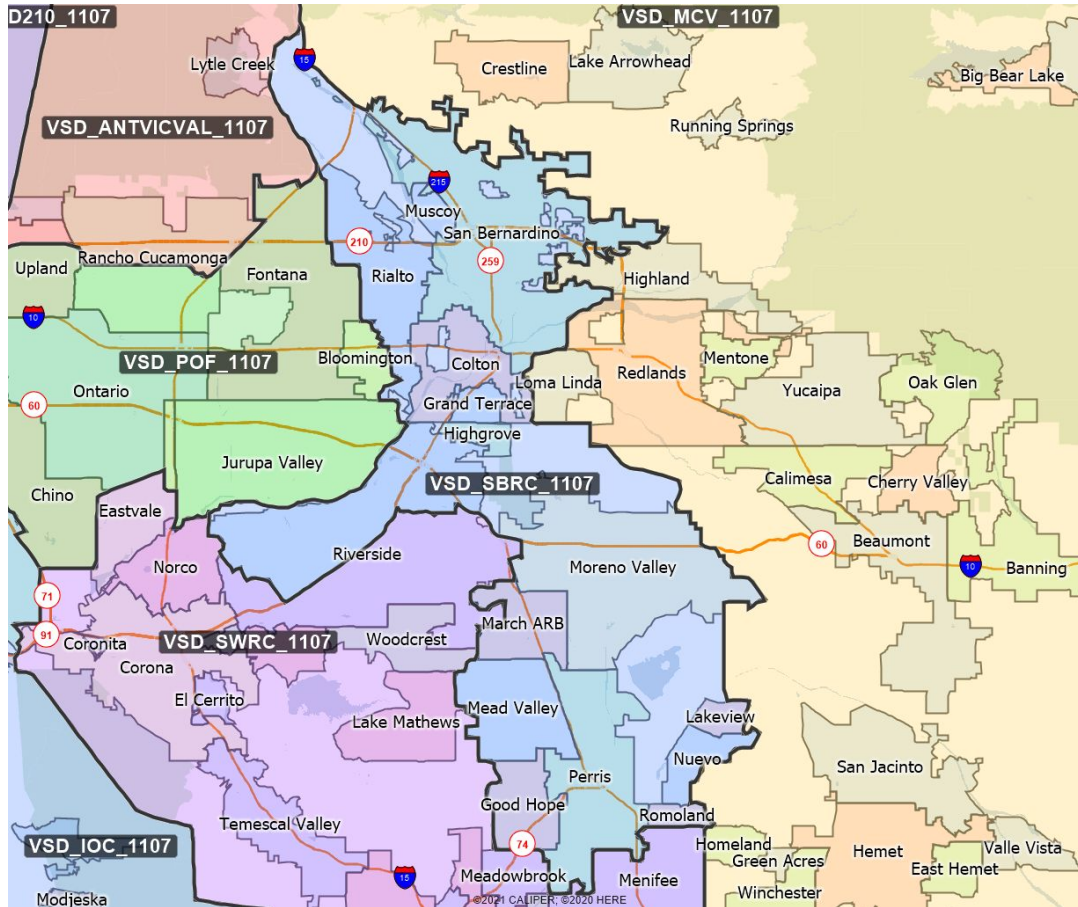 D210_1107
VSD_MCV_1107
15
Lytle Creek
Crestline
Lake Arrowhead
Big Bear Lake
VSD_ANTVICVAL_1107
Running Springs
215
Muscoy
San Bernardino
210
259
Upland
Rancho Cucamonga
Fontana
Rialto
Highland
10
VSD_POF_1107
Bloomington
Colton
Loma Linda
Redlands
Mentone
Yucaipa
Oak Glen
Ontario
60
Grand Terrace
Highgrove
Jurupa Valley
VSD_SBRC_1107
Calimesa
Cherry Valley
Chino
Eastvale
Riverside
60
Beaumont
10
Banning
Norco
Moreno Valley
71
91
Coronita
VSD_SWRC_1107
Woodcrest
March ARB
Corona
El Cerrito
Lake Mathews
Mead Valley
Lakeview
Nuevo
San Jacinto
Perris
Good Hope
Romoland
Temescal Valley
74
VSD_IOC_1107
Homeland
Green Acres
Hemet
Valle Vista
East Hemet
15
Meadowbrook
Menifee
Winchester
Modjeska
©2021 CALIPER; ©2020 HERE